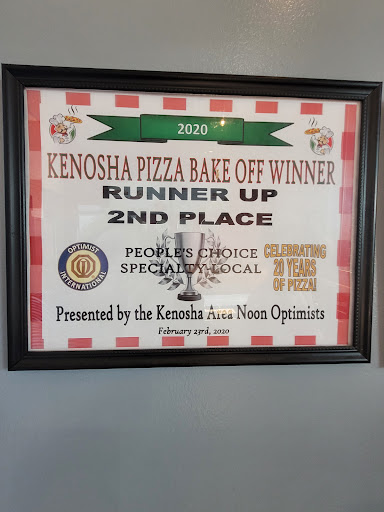 2020
KENOSHA PIZZA BAKE OFF WINNER
RUNNER UP
2ND PLACE
OPTIMIST
INTERNATIONAL
PEOPLE'S CHOICE
SPECIALTY-LOCAL
CELEBRATING
20 YEARS
OF PIZZA!
Presented by the Kenosha Area Noon Optimists
February 23rd, 2020